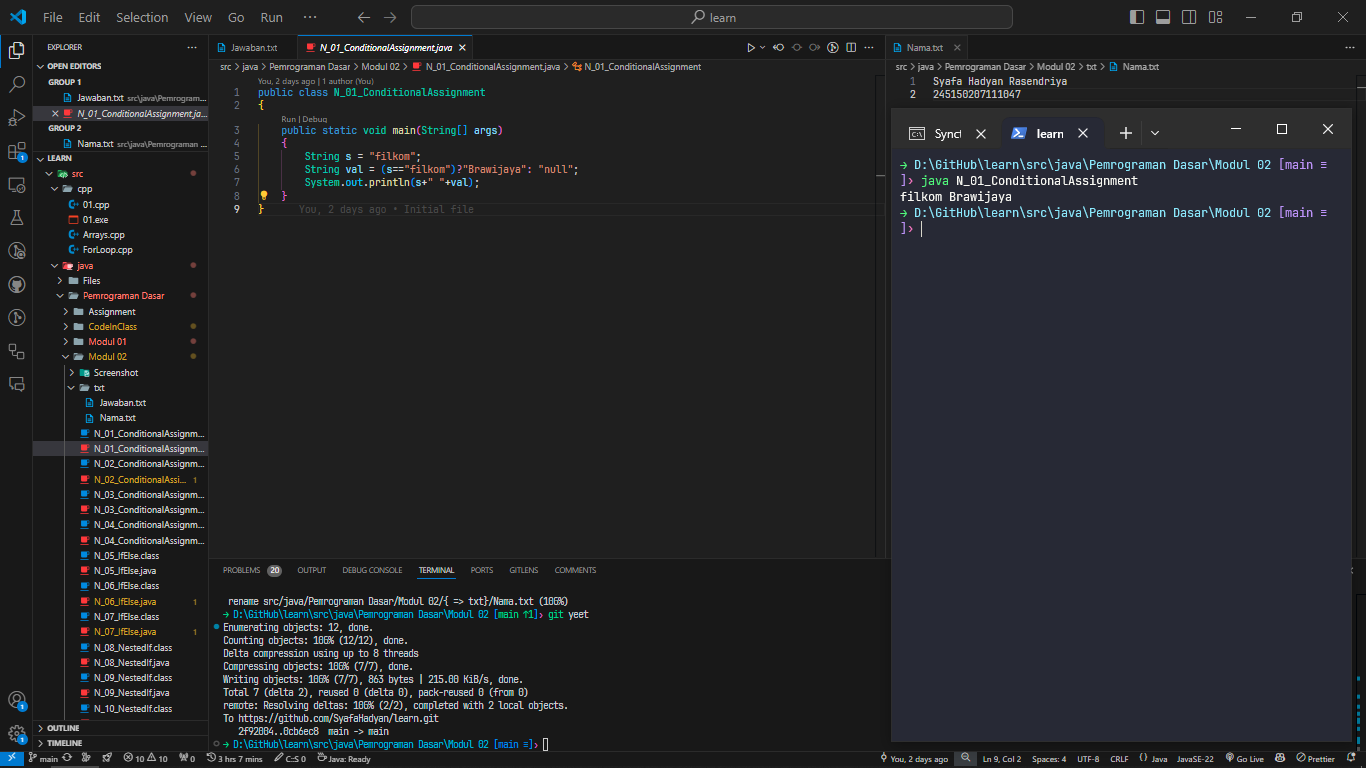 File Edit Selection View Go Run ··· learn
EXPLORER ···
OPEN EDITORS
GROUP 1
Jawaban.txt src\java\Pemrogram...
N_01_ConditionalAssignment.ja...
GROUP 2
Nama.txt src\java\Pemrograman ...
LEARN
src
cpp
01.cpp
01.exe
Arrays.cpp
ForLoop.cpp
java
Files
Pemrograman Dasar
Assignment
CodeInClass
Modul 01
Modul 02
Screenshot
txt
Jawaban.txt
Nama.txt
N_01_ConditionalAssignm...
N_01_ConditionalAssignm...
N_02_ConditionalAssignm...
N_02_ConditionalAssi... 1
N_03_ConditionalAssignm...
N_03_ConditionalAssignm...
N_04_ConditionalAssignm...
N_04_ConditionalAssignm...
N_05_IfElse.class
N_05_IfElse.java
N_06_IfElse.class
N_06_IfElse.java 1
N_07_IfElse.class
N_07_IfElse.java 1
N_08_NestedIf.class
N_08_NestedIf.java
N_09_NestedIf.class
N_09_NestedIf.java
N_10_NestedIf.class
OUTLINE
TIMELINE
Jawaban.txt N_01_ConditionalAssignment.java
src > java > Pemrograman Dasar > Modul 02 > N_01_ConditionalAssignment.java > N_01_ConditionalAssignment
You, 2 days ago | 1 author (You)
1 public class N_01_ConditionalAssignment
2 {
Run | Debug
3 public static void main(String[] args)
4 {
5 String s = "filkom";
6 String val = (s=="filkom")?"Brawijaya": "null";
7 System.out.println(s+" "+val);
8 }
9 } You, 2 days ago • Initial file
Nama.txt
src > java > Pemrograman Dasar > Modul 02 > txt > Nama.txt
1 Syafa Hadyan Rasendriya
2 245150207111047
Syncl learn
→ D:\GitHub\learn\src\java\Pemrograman Dasar\Modul 02 [main ≡
]› java N_01_ConditionalAssignment
filkom Brawijaya
→ D:\GitHub\learn\src\java\Pemrograman Dasar\Modul 02 [main ≡
]›
PROBLEMS 20 OUTPUT DEBUG CONSOLE TERMINAL PORTS GITLENS COMMENTS
rename src/java/Pemrograman Dasar/Modul 02/{ => txt}/Nama.txt (100%)
→ D:\GitHub\learn\src\java\Pemrograman Dasar\Modul 02 [main ↑1]› git yeet
Enumerating objects: 12, done.
Counting objects: 100% (12/12), done.
Delta compression using up to 8 threads
Compressing objects: 100% (7/7), done.
Writing objects: 100% (7/7), 863 bytes | 215.00 KiB/s, done.
Total 7 (delta 2), reused 0 (delta 0), pack-reused 0 (from 0)
remote: Resolving deltas: 100% (2/2), completed with 2 local objects.
To https://github.com/SyafaHadyan/learn.git
2f92004..0cb6ec8 main -> main
→ D:\GitHub\learn\src\java\Pemrograman Dasar\Modul 02 [main ≡]›
main 10 10 0 3 hrs 7 mins C:S 0 Java: Ready You, 2 days ago Ln 9, Col 2 Spaces: 4 UTF-8 CRLF {} Java JavaSE-22 Go Live Prettier